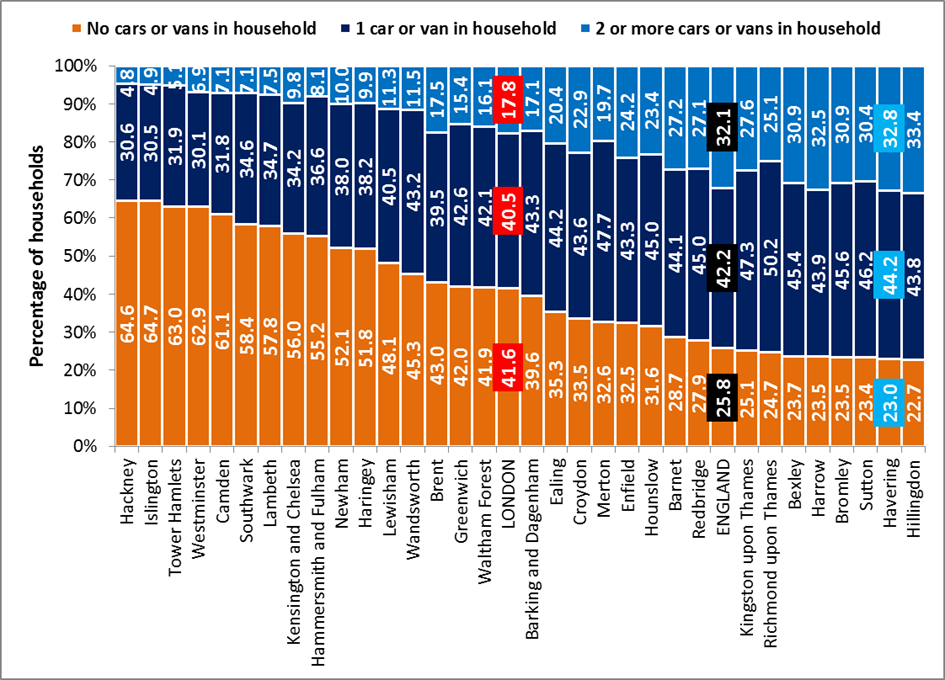 No cars or vans in household 1 car or van in household 2 or more cars or vans in household
Percentage of households
100%
90%
80%
70%
60%
50%
40%
30%
20%
10%
0%
4.8 4.9 5.1 6.9 7.1 7.1 7.5 9.8 8.1 10.0 9.9 11.3 11.5 17.5 15.4 16.1 17.8 17.1 20.4 22.9 19.7 24.2 23.4 27.2 27.1 32.1 27.6 25.1 30.9 32.5 30.9 30.4 32.8 33.4
30.6 30.5 31.9 30.1 31.8 34.6 34.7 34.2 36.6 38.0 38.2 40.5 43.2 39.5 42.6 42.1 40.5 43.3 44.2 43.6 47.7 43.3 45.0 44.1 45.0 42.2 47.3 50.2 45.4 43.9 45.6 46.2 44.2 43.8
64.6 64.7 63.0 62.9 61.1 58.4 57.8 56.0 55.2 52.1 51.8 48.1 45.3 43.0 42.0 41.9 41.6 39.6 35.3 33.5 32.6 32.5 31.6 28.7 27.9 25.8 25.1 24.7 23.7 23.5 23.5 23.4 23.0 22.7
Hackney
Islington
Tower Hamlets
Westminster
Camden
Southwark
Lambeth
Kensington and Chelsea
Hammersmith and Fulham
Newham
Haringey
Lewisham
Wandsworth
Brent
Greenwich
Waltham Forest
LONDON
Barking and Dagenham
Ealing
Croydon
Merton
Enfield
Hounslow
Barnet
Redbridge
ENGLAND
Kingston upon Thames
Richmond upon Thames
Bexley
Harrow
Bromley
Sutton
Havering
Hillingdon